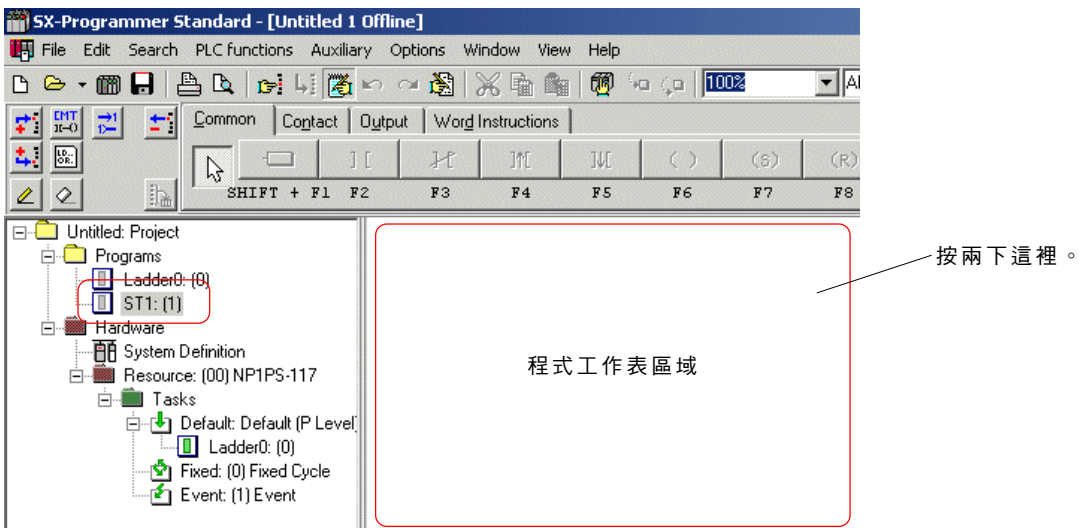 SX-Programmer Standard - [Untitled 1 Offline]
File Edit Search PLC functions Auxiliary Options Window View Help
100%
CMT
Common Contact Output Word Instructions
LD..
OR..
(S) (R)
SHIFT + F1 F2 F3 F4 F5 F6 F7 F8
Untitled: Project
Programs
Ladder0: (0)
ST1: (1)
Hardware
System Definition
Resource: (00) NP1PS-117
Tasks
Default: Default (P Level)
Ladder0: (0)
Fixed: (0) Fixed Cycle
Event: (1) Event
程式工作表區域
按兩下這裡。